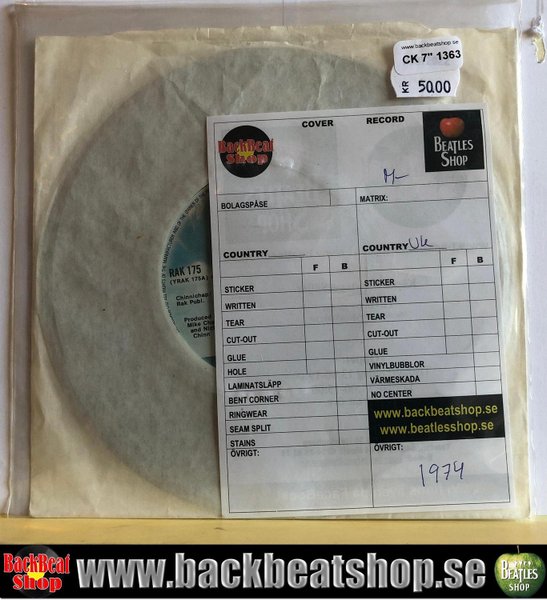 www.backbeatshop.se
CK 7" 1363
KR 50.00
COVER RECORD
BackBeat
Shop
BEATLES
SHOP
M-
BOLAGSPÅSE MATRIX:
COUNTRY COUNTRY Uk
F B F B
STICKER STICKER
WRITTEN WRITTEN
TEAR TEAR
CUT-OUT CUT-OUT
GLUE GLUE
HOLE VINYLBUBBLOR
LAMINATSLÄPP VÄRMESKADA
BENT CORNER NO CENTER
RINGWEAR
SEAM SPLIT
STAINS
www.backbeatshop.se
www.beatlesshop.se
ÖVRIGT: ÖVRIGT:
1974
RAK 175
(YRAK 175A)
Chinnichap
Rak Publ.
Produced
Mike Ch
and Nic
Chinn
BackBeat
Shop
www.backbeatshop.se
BEATLES
SHOP